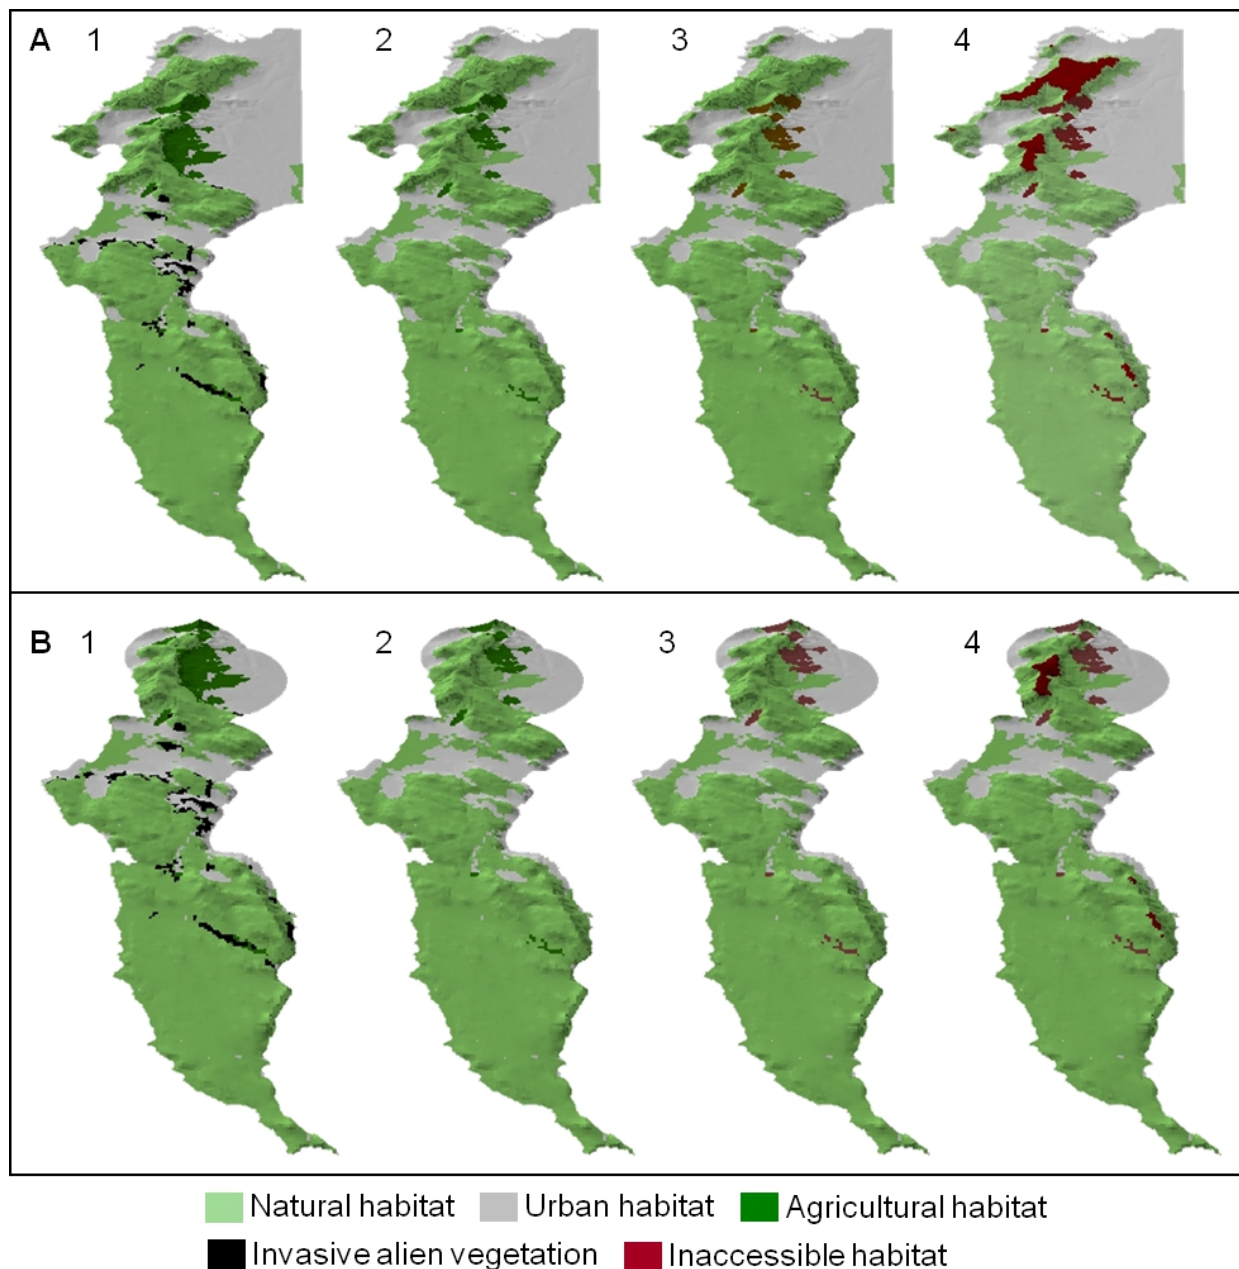 A 1 2 3 4
B 1 2 3 4
Natural habitat Urban habitat Agricultural habitat
Invasive alien vegetation Inaccessible habitat